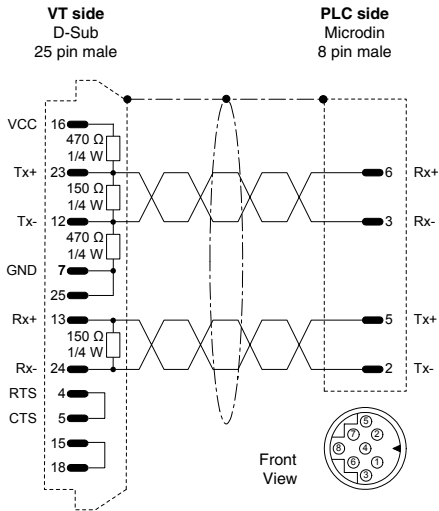 VT side
D-Sub
25 pin male
PLC side
Microdin
8 pin male
VCC 16
470 Ω
1/4 W
Tx+ 23
6 Rx+
150 Ω
1/4 W
Tx- 12
3 Rx-
470 Ω
1/4 W
GND 7
25
Rx+ 13
5 Tx+
150 Ω
1/4 W
Rx- 24
2 Tx-
RTS 4
CTS 5
15
18
Front
View
5
7 2
8 4
6 1
3